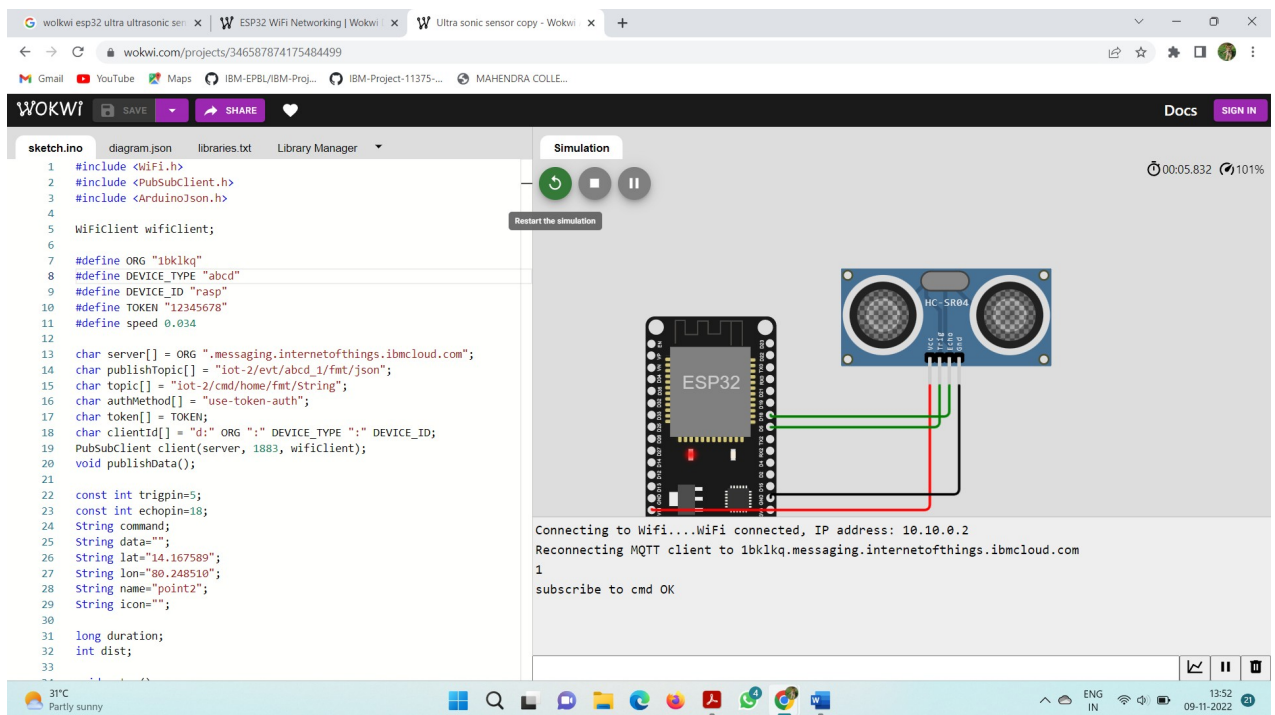 wolkwi esp32 ultra ultrasonic sen
ESP32 WiFi Networking | Wokwi
Ultra sonic sensor copy - Wokwi
wokwi.com/projects/346587874175484499
Gmail YouTube Maps IBM-EPBL/IBM-Proj... IBM-Project-11375-... MAHENDRA COLLE...
WOKWI SAVE SHARE Docs SIGN IN
sketch.ino diagram.json libraries.txt Library Manager
1 #include <WiFi.h>
2 #include <PubSubClient.h>
3 #include <ArduinoJson.h>
4
5 WiFiClient wifiClient;
6
7 #define ORG "1bklkq"
8 #define DEVICE_TYPE "abcd"
9 #define DEVICE_ID "rasp"
10 #define TOKEN "12345678"
11 #define speed 0.034
12
13 char server[] = ORG ".messaging.internetofthings.ibmcloud.com";
14 char publishTopic[] = "iot-2/evt/abcd_1/fmt/json";
15 char topic[] = "iot-2/cmd/home/fmt/String";
16 char authMethod[] = "use-token-auth";
17 char token[] = TOKEN;
18 char clientId[] = "d:" ORG ":" DEVICE_TYPE ":" DEVICE_ID;
19 PubSubClient client(server, 1883, wifiClient);
20 void publishData();
21
22 const int trigpin=5;
23 const int echopin=18;
24 String command;
25 String data="";
26 String lat="14.167589";
27 String lon="80.248510";
28 String name="point2";
29 String icon="";
30
31 long duration;
32 int dist;
33
Simulation
00:05.832 101%
Restart the simulation
HC-SR04
Vcc
Trig
Echo
Gnd
ESP32
Connecting to Wifi....WiFi connected, IP address: 10.10.0.2
Reconnecting MQTT client to 1bklkq.messaging.internetofthings.ibmcloud.com
1
subscribe to cmd OK
31°C
Partly sunny
4
ENG
IN
13:52
09-11-2022
21